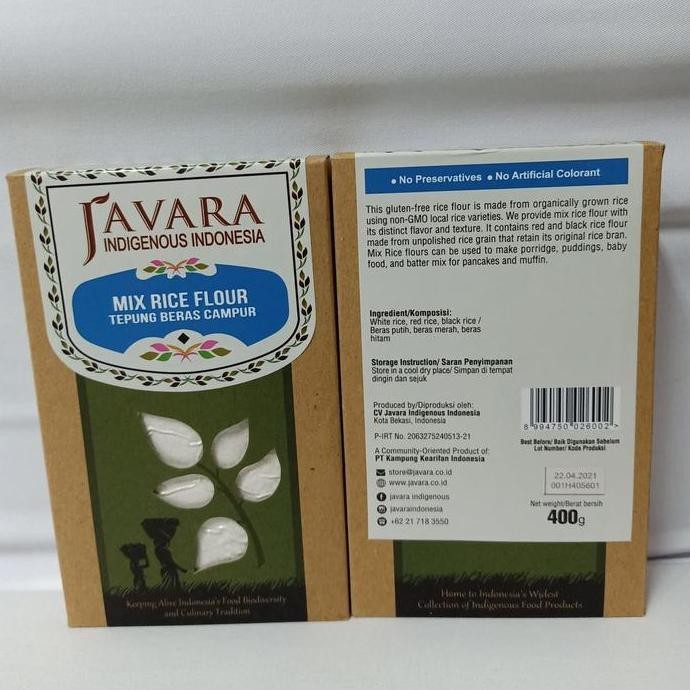 JAVARA
INDIGENOUS INDONESIA
MIX RICE FLOUR
TEPUNG BERAS CAMPUR
Keeping Alive Indonesia's Food Biodiversity
and Culinary Tradition
• No Preservatives • No Artificial Colorant
This gluten-free rice flour is made from organically grown rice
using non-GMO local rice varieties. We provide mix rice flour with
its distinct flavor and texture. It contains red and black rice flour
made from unpolished rice grain that retain its original rice bran.
Mix Rice flours can be used to make porridge, puddings, baby
food, and batter mix for pancakes and muffin.
Ingredient/Komposisi:
White rice, red rice, black rice /
Beras putih, beras merah, beras
hitam
Storage Instruction/ Saran Penyimpanan
Store in a cool dry place/ Simpan di tempat
dingin dan sejuk
Produced by/Diproduksi oleh:
CV Javara Indigenous Indonesia
Kota Bekasi, Indonesia
P-IRT No. 2063275240513-21
A Community-Oriented Product of:
PT Kampung Kearifan Indonesia
store@javara.co.id
www.javara.co.id
javara indigenous
javaraindonesia
+62 21 718 3550
8 994750 026002 >
Best Before/ Baik Digunakan Sebelum
Lot Number/ Kode Produksi
22.04.2021
001H405601
Net weight/Berat bersih
400g
Home to Indonesia's Widest
Collection of Indigenous Food Products